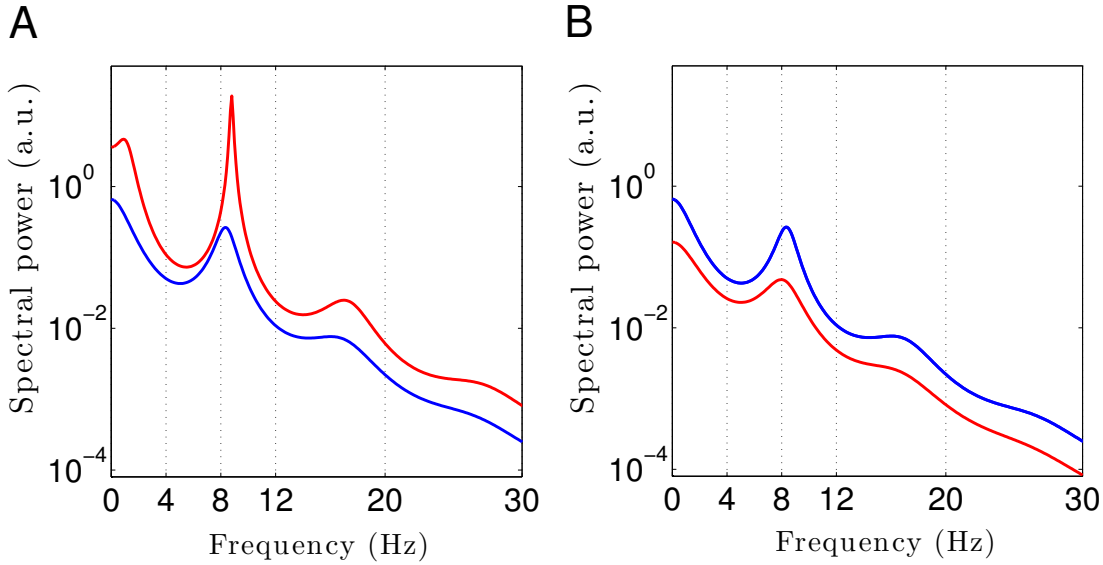 A
Spectral power (a.u.)
10^0
10^−2
10^−4
0 4 8 12 20 30
Frequency (Hz)
B
Spectral power (a.u.)
10^0
10^−2
10^−4
0 4 8 12 20 30
Frequency (Hz)